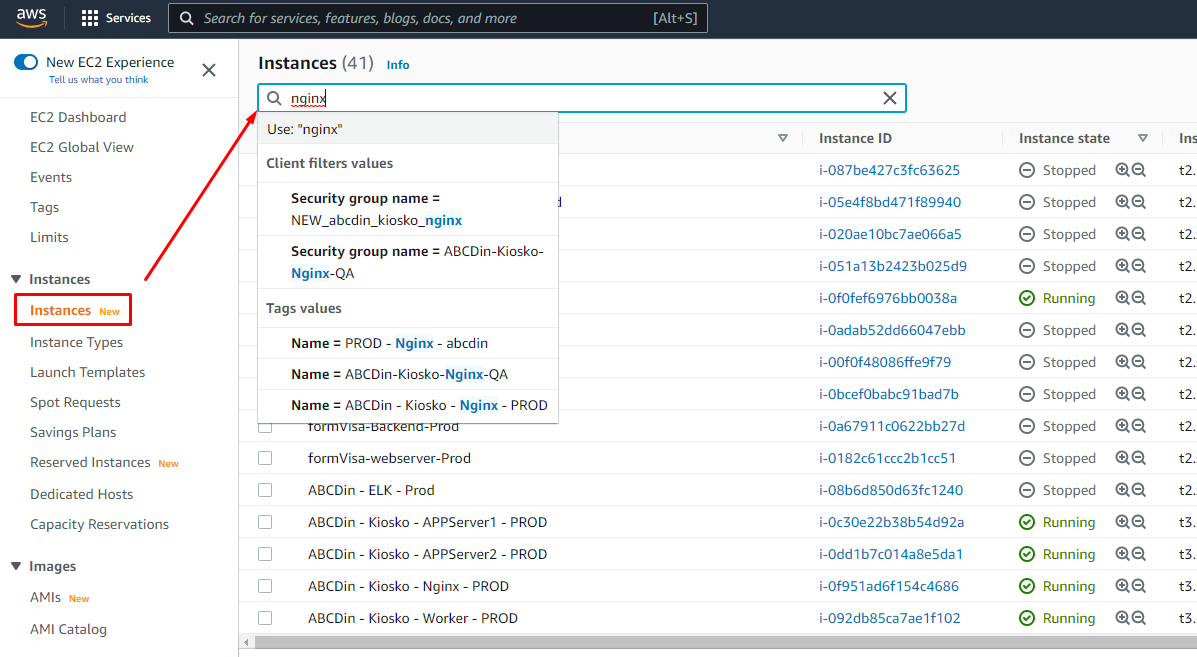 aws
Services
Search for services, features, blogs, docs, and more
[Alt+S]
New EC2 Experience
Tell us what you think
EC2 Dashboard
EC2 Global View
Events
Tags
Limits
Instances
Instances New
Instance Types
Launch Templates
Spot Requests
Savings Plans
Reserved Instances New
Dedicated Hosts
Capacity Reservations
Images
AMIs New
AMI Catalog
Instances (41) Info
nginx
Use: "nginx"
Client filters values
Security group name =
NEW_abcdin_kiosko_nginx
Security group name = ABCDin-Kiosko-
Nginx-QA
Tags values
Name = PROD - Nginx - abcdin
Name = ABCDin-Kiosko-Nginx-QA
Name = ABCDin - Kiosko - Nginx - PROD
Instance ID Instance state Ins
i-087be427c3fc63625 Stopped t2.
d i-05e4f8bd471f89940 Stopped t2.
i-020ae10bc7ae066a5 Stopped t2.
i-051a13b2423b025d9 Stopped t2.
i-0f0fef6976bb0038a Running t2.
i-0adab52dd66047ebb Stopped t2.
i-00f0f48086ffe9f79 Stopped t2.
i-0bcef0babc91bad7b Stopped t2.
formVisa-Backend-Prod i-0a67911c0622bb27d Stopped t2.
formVisa-webserver-Prod i-0182c61ccc2b1cc51 Stopped t2.
ABCDin - ELK - Prod i-08b6d850d63fc1240 Stopped t2.
ABCDin - Kiosko - APPServer1 - PROD i-0c30e22b38b54d92a Running t3.
ABCDin - Kiosko - APPServer2 - PROD i-0dd1b7c014a8e5da1 Running t3.
ABCDin - Kiosko - Nginx - PROD i-0f951ad6f154c4686 Running t3.
ABCDin - Kiosko - Worker - PROD i-092db85ca7ae1f102 Running t3.